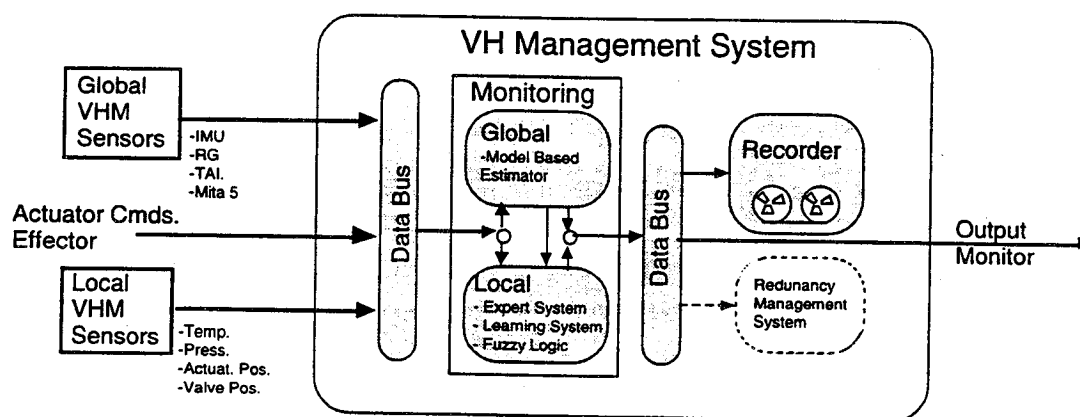 VH Management System
Global
VHM
Sensors
-IMU
-RG
-TAI.
-Mita 5
Actuator Cmds.
Effector
Local
VHM
Sensors
-Temp.
-Press.
-Actuat. Pos.
-Valve Pos.
Data Bus
Monitoring
Global
-Model Based
Estimator
Local
- Expert System
- Learning System
- Fuzzy Logic
Data Bus
Recorder
Redunancy
Management
System
Output
Monitor